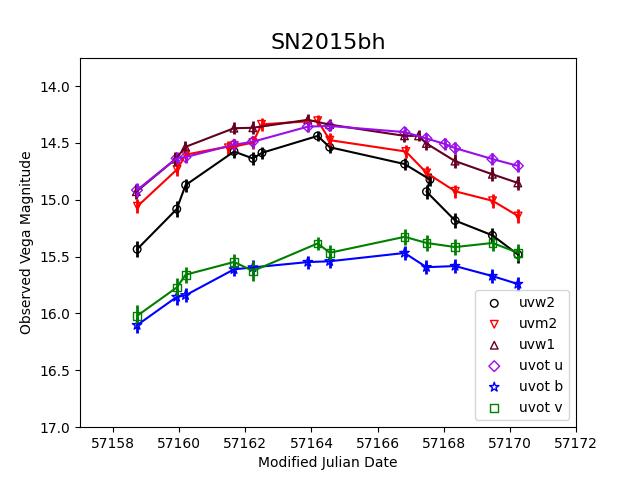 SN2015bh
Observed Vega Magnitude
14.0
14.5
15.0
15.5
16.0
16.5
17.0
uvw2
uvm2
uvw1
uvot u
uvot b
uvot v
57158 57160 57162 57164 57166 57168 57170 57172
Modified Julian Date